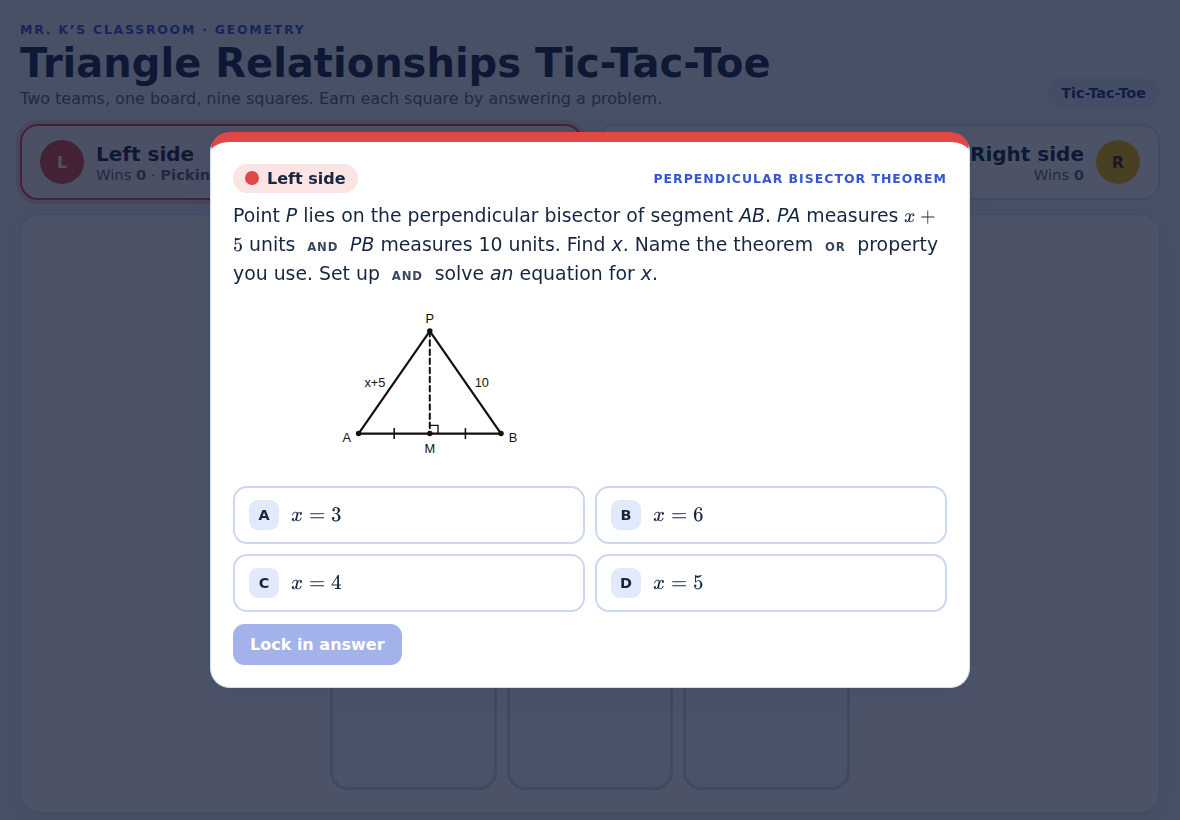 MR. K’S CLASSROOM · GEOMETRY
Triangle Relationships Tic-Tac-Toe
Two teams, one board, nine squares. Earn each square by answering a problem.
Tic-Tac-Toe
L
Left side
Wins 0 · Pickin
Right side
Wins 0
R
Left side
PERPENDICULAR BISECTOR THEOREM
Point P lies on the perpendicular bisector of segment AB. PA measures x +
5 units AND PB measures 10 units. Find x. Name the theorem OR property
you use. Set up AND solve an equation for x.
P
x+5
10
A
B
M
A x = 3
B x = 6
C x = 4
D x = 5
Lock in answer